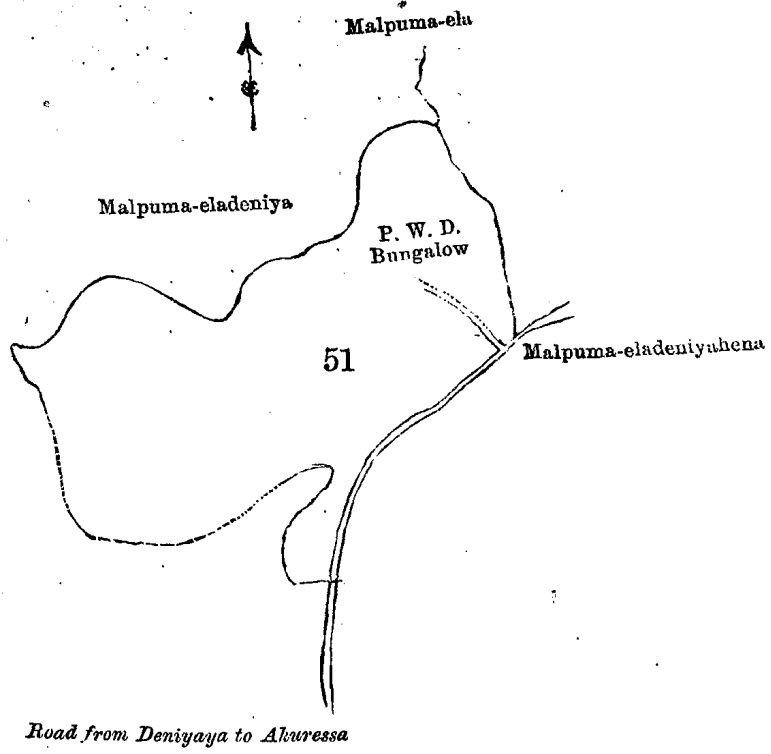 Malpuma-ela
Malpuma-eladeniya
P. W. D.
Bungalow
51
Malpuma-eladeniyahena
Road from Deniyaya to Akuressa